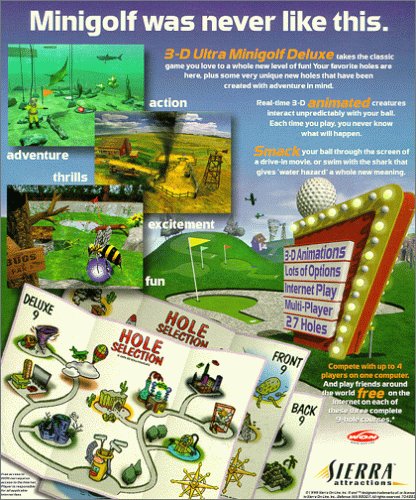 Minigolf was never like this.
3-D Ultra Minigolf Deluxe takes the classic
game you love to a whole new level of fun! Your favorite holes are
here, plus some very unique new holes that have been
created with adventure in mind.
action
Real-time 3-D animated creatures
interact unpredictably with your ball.
Each time you play, you never know
what will happen.
adventure
Smack your ball through the screen of
a drive-in movie, or swim with the shark that
gives 'water hazard' a whole new meaning.
thrills
excitement
BUGS
fun
3-D Animations
Lots of Options
Internet Play
Multi-Player
27 Holes
DELUXE
9
HOLE
SELECTION
HOLE
SELECTION
FRONT
9
BACK
9
Compete with up to 4
players on one computer.
And play friends around
the world free on the
Internet on each of
these three complete
9-hole courses.*
WON
SIERRA
attractions